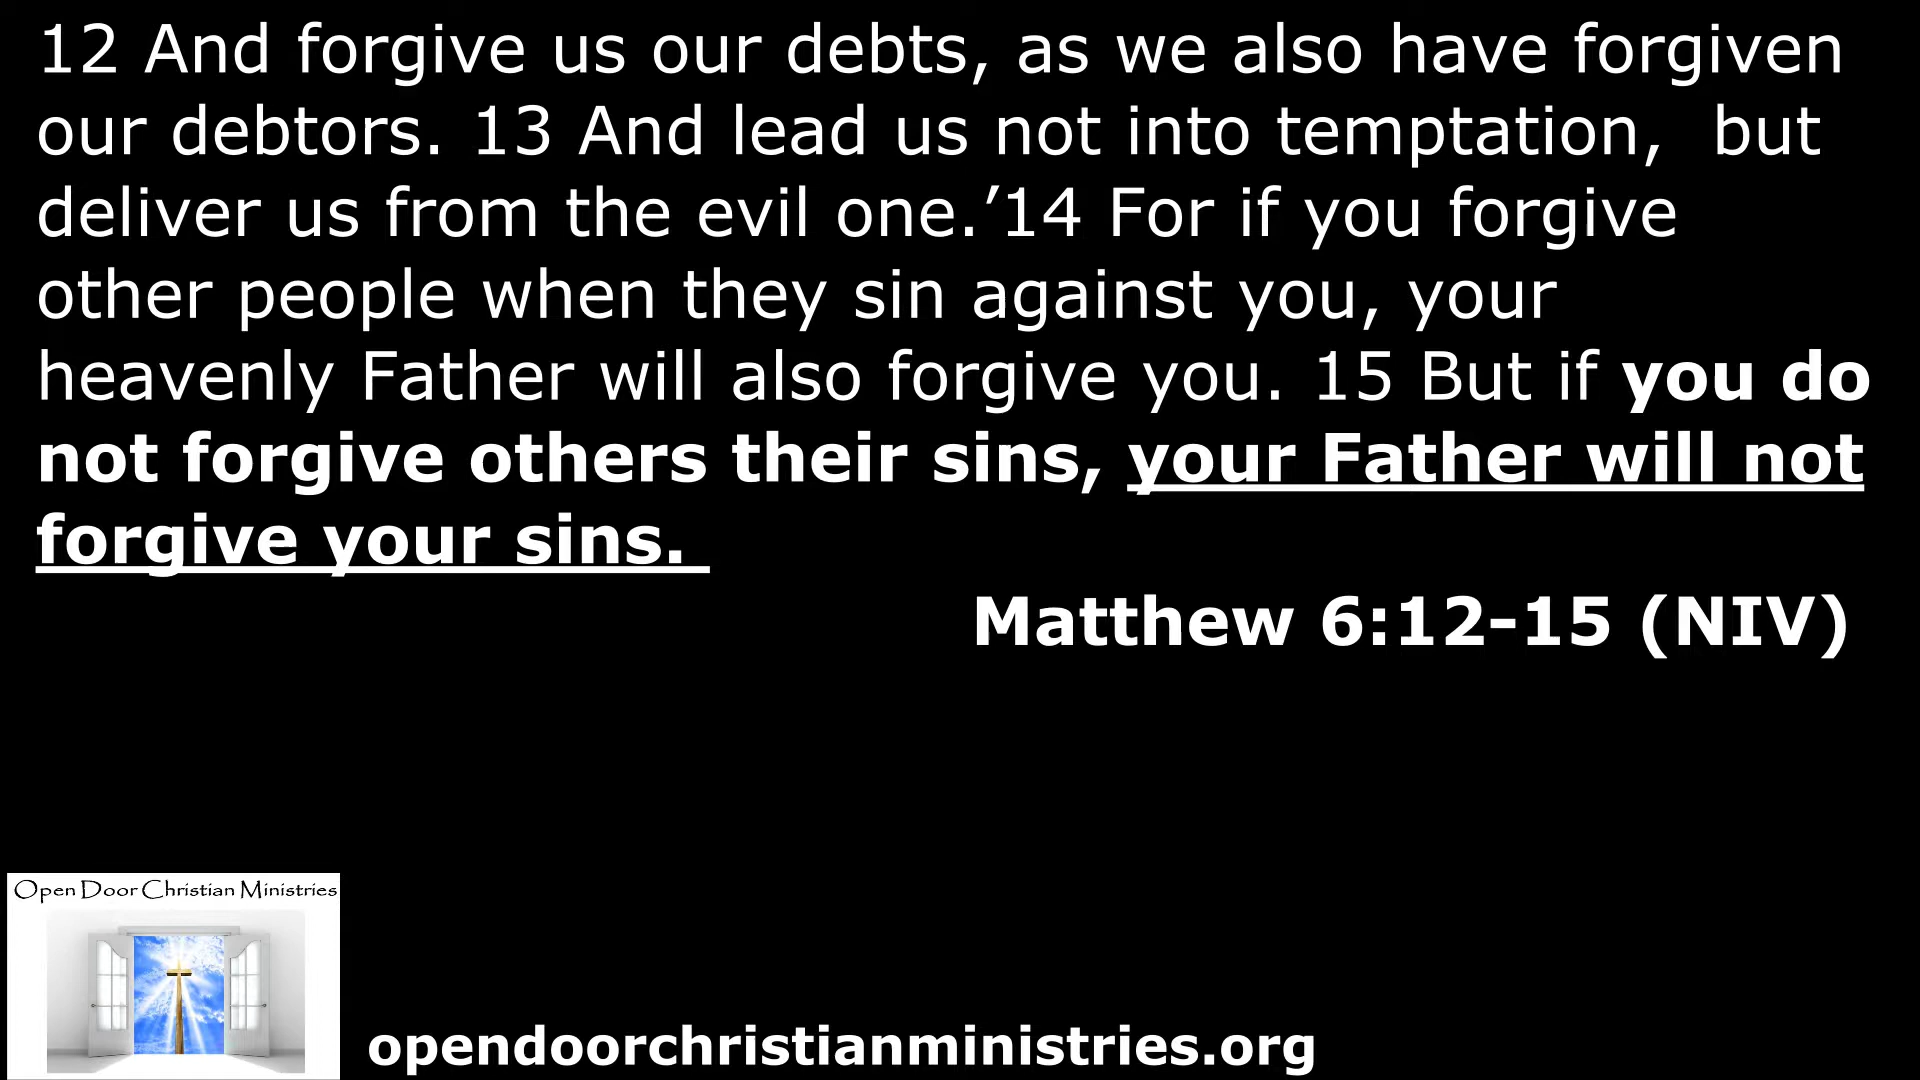 12 And forgive us our debts, as we also have forgiven
our debtors. 13 And lead us not into temptation,  but
deliver us from the evil one.’14 For if you forgive
other people when they sin against you, your
heavenly Father will also forgive you. 15 But if you do
not forgive others their sins, your Father will not
forgive your sins.
Matthew 6:12-15 (NIV)
Open Door Christian Ministries
opendoorchristianministries.org